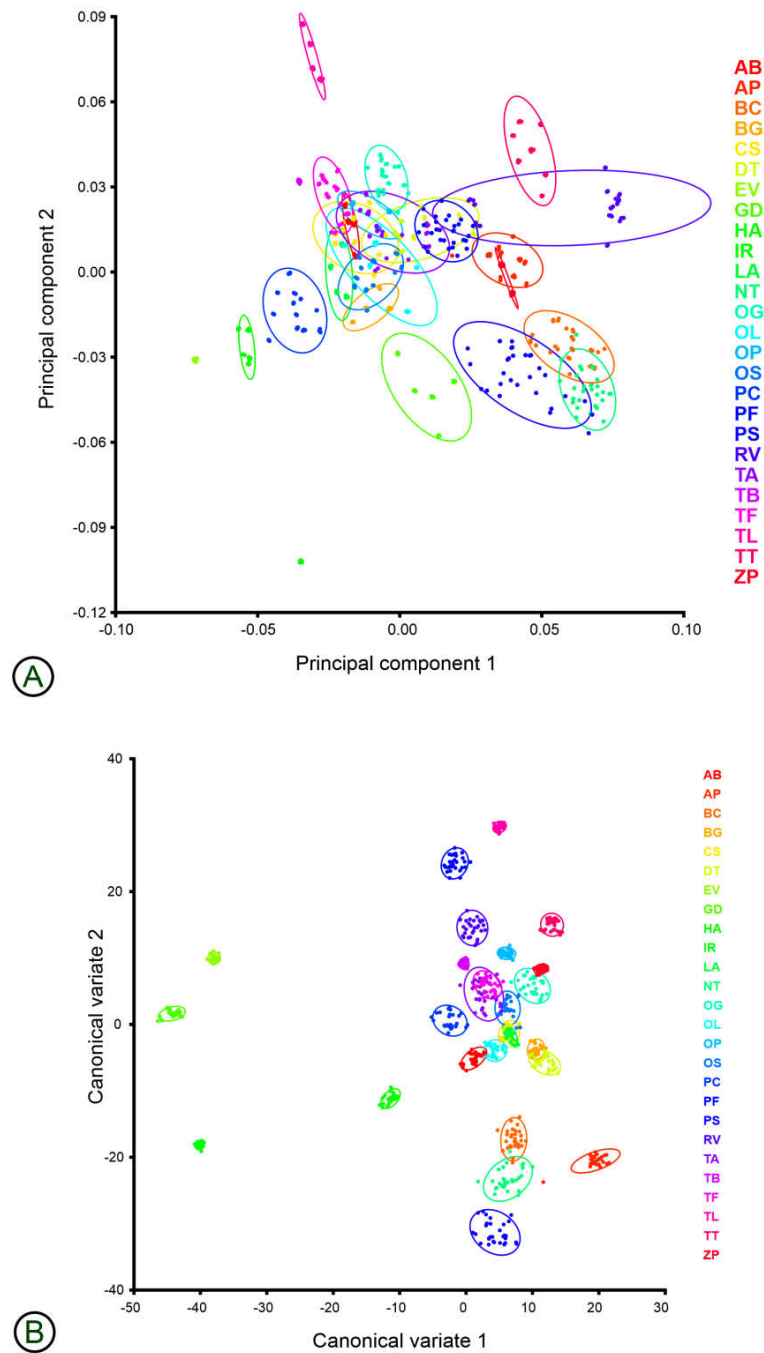 0.09
0.06
0.03
0.00
-0.03
-0.06
-0.09
-0.12
Principal component 2
-0.10
-0.05
0.00
0.05
0.10
Principal component 1
AB
AP
BC
BG
CS
DT
EV
GD
HA
IR
LA
NT
OG
OL
OP
OS
PC
PF
PS
RV
TA
TB
TF
TL
TT
ZP
A
40
20
0
-20
-40
Canonical variate 2
-50
-40
-30
-20
-10
0
10
20
30
Canonical variate 1
AB
AP
BC
BG
CS
DT
EV
GD
HA
IR
LA
NT
OG
OL
OP
OS
PC
PF
PS
RV
TA
TB
TF
TL
TT
ZP
B